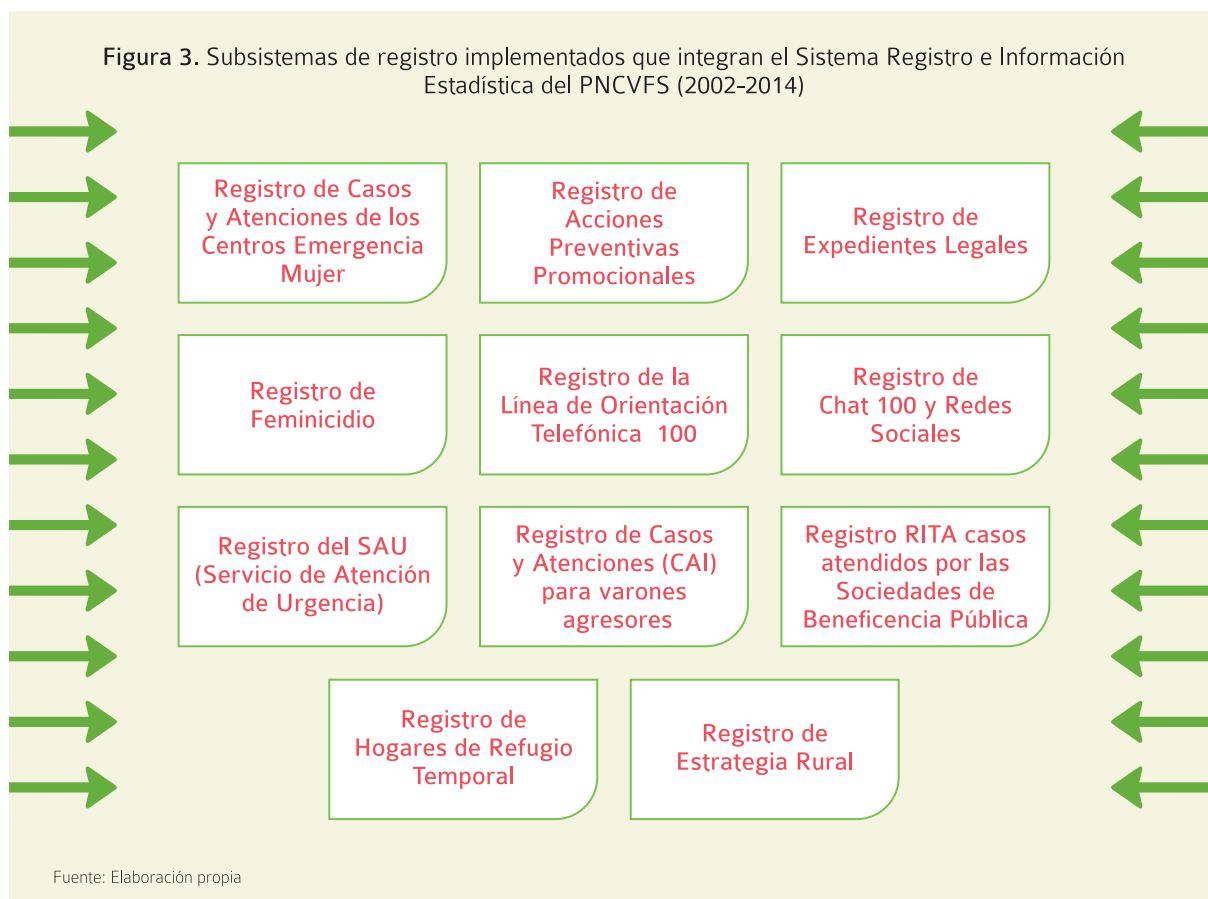 Figura 3. Subsistemas de registro implementados que integran el Sistema Registro e Información
Estadística del PNCVFS (2002-2014)
Registro de Casos
y Atenciones de los
Centros Emergencia
Mujer
Registro de
Acciones
Preventivas
Promocionales
Registro de
Expedientes Legales
Registro de
Feminicidio
Registro de la
Línea de Orientación
Telefónica 100
Registro de
Chat 100 y Redes
Sociales
Registro del SAU
(Servicio de Atención
de Urgencia)
Registro de Casos
y Atenciones (CAI)
para varones
agresores
Registro RITA casos
atendidos por las
Sociedades de
Beneficencia Pública
Registro de
Hogares de Refugio
Temporal
Registro de
Estrategia Rural
Fuente: Elaboración propia